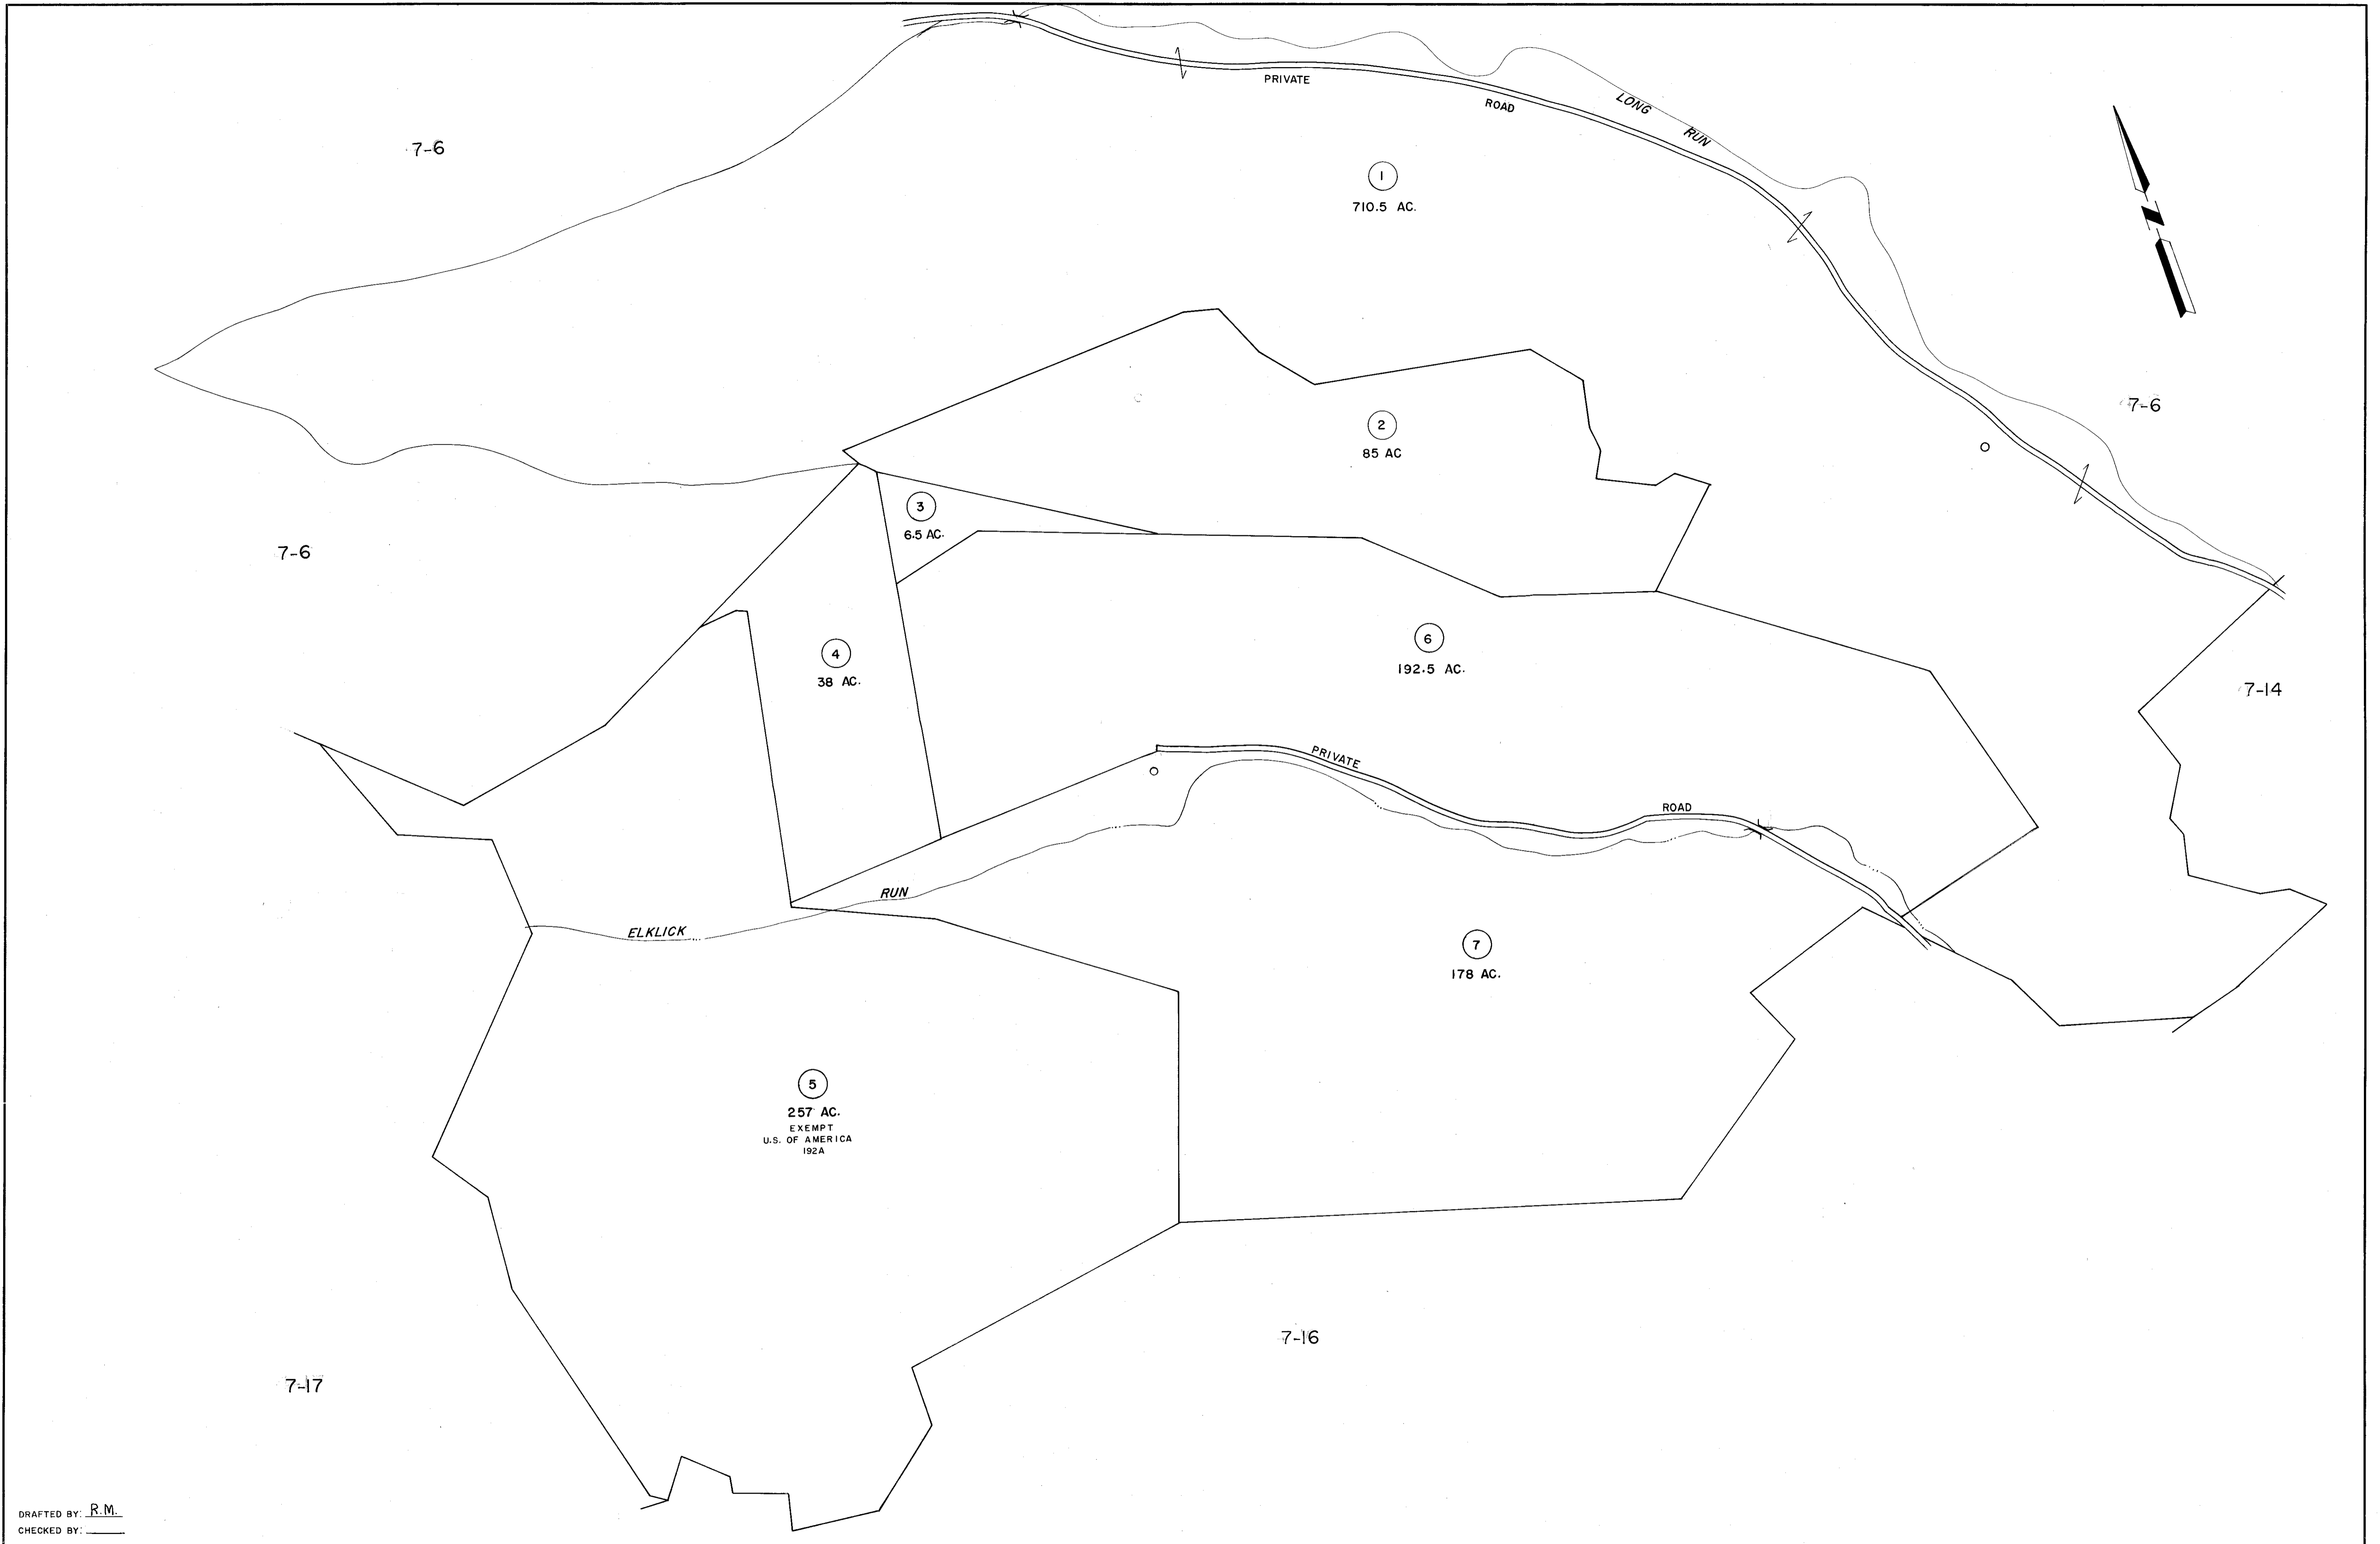 PRIVATE
ROAD
LONG
RUN
7-6
1
710.5 AC.
7-6
2
85 AC
3
6.5 AC.
7-6
6
192.5 AC.
4
38 AC.
7-14
PRIVATE
ROAD
RUN
ELKLICK
7
178 AC.
5
257 AC.
EXEMPT
U.S. OF AMERICA
192A
7-16
7-17
DRAFTED BY: R.M.
CHECKED BY: